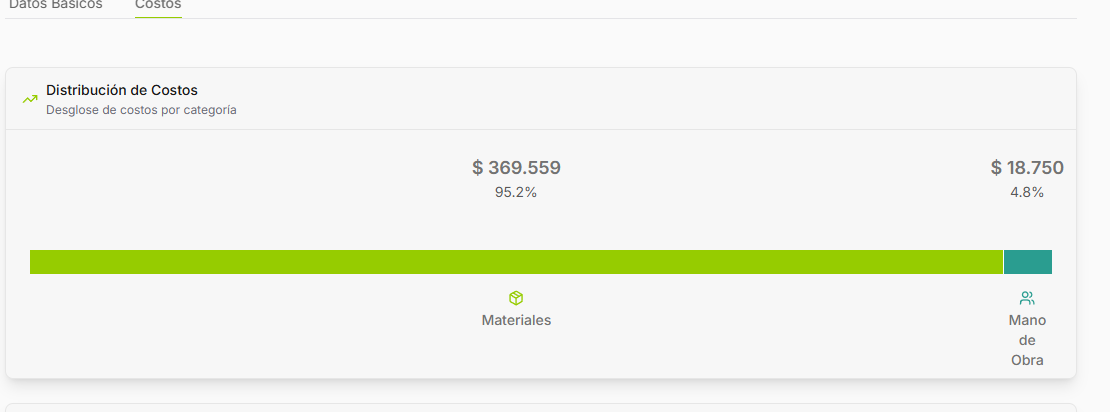 Datos Básicos
Costos
Distribución de Costos
Desglose de costos por categoría
$ 369.559
$ 18.750
95.2%
4.8%
Materiales
Mano
de
Obra